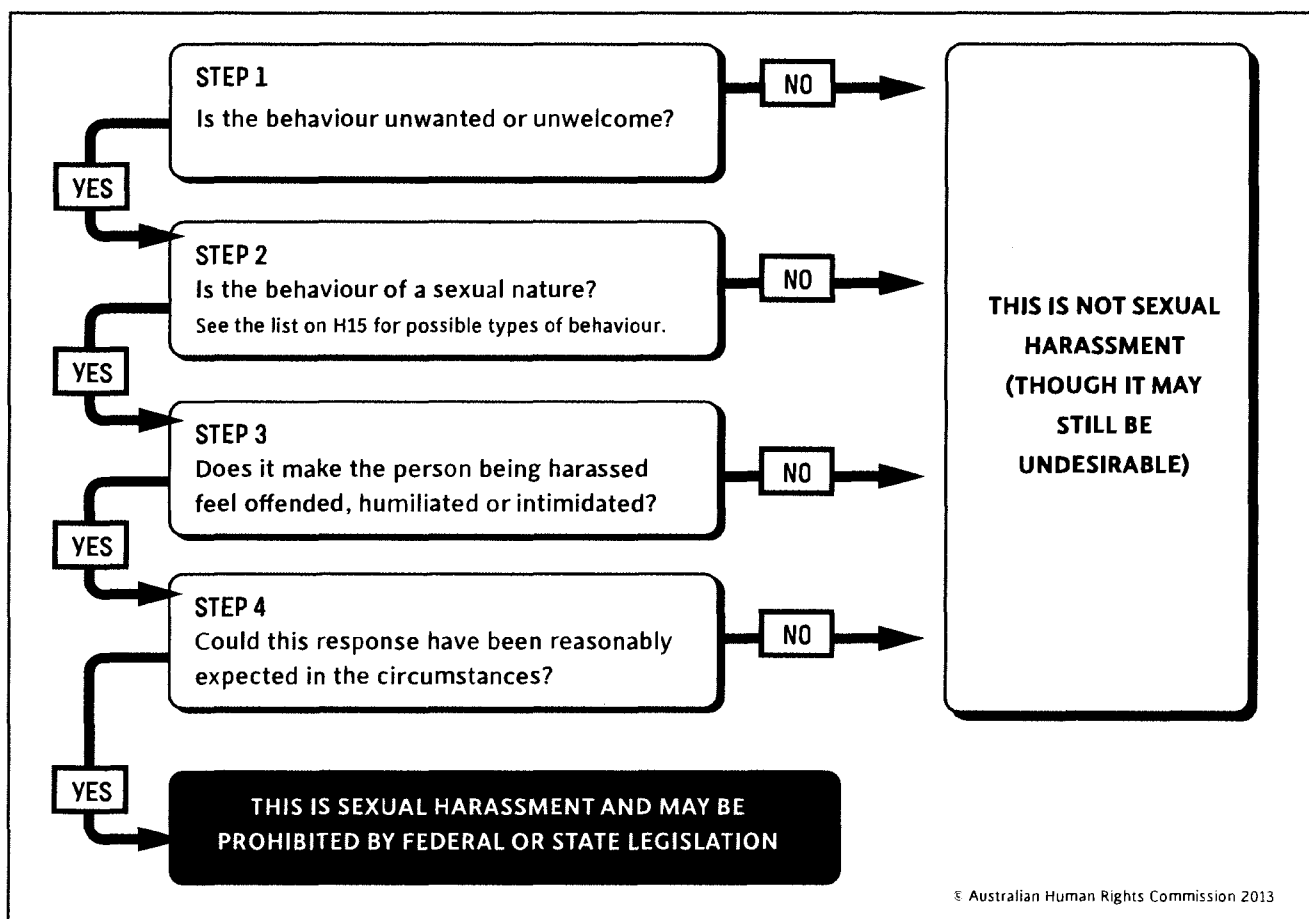 STEP 1
Is the behaviour unwanted or unwelcome?
NO
YES
STEP 2
Is the behaviour of a sexual nature?
See the list on H15 for possible types of behaviour.
NO
YES
STEP 3
Does it make the person being harassed
feel offended, humiliated or intimidated?
NO
YES
STEP 4
Could this response have been reasonably
expected in the circumstances?
NO
YES
THIS IS NOT SEXUAL
HARASSMENT
(THOUGH IT MAY
STILL BE
UNDESIRABLE)
THIS IS SEXUAL HARASSMENT AND MAY BE
PROHIBITED BY FEDERAL OR STATE LEGISLATION
© Australian Human Rights Commission 2013